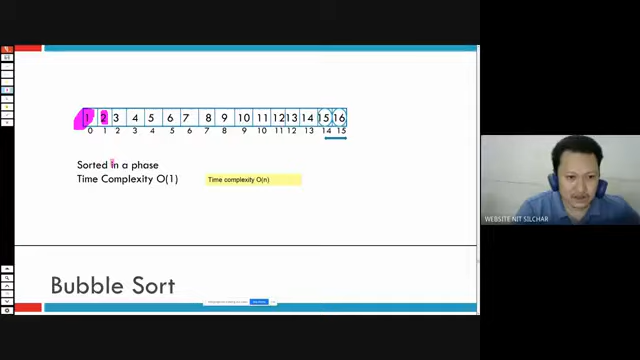 1 2 3 4 5 6 7 8 9 10 11 12 13 14 15 16
0 1 2 3 4 5 6 7 8 9 10 11 12 13 14 15
Sorted in a phase
Time Complexity O(1)
Time complexity O(n)
WEBSITE NIT SILCHAR
Bubble Sort